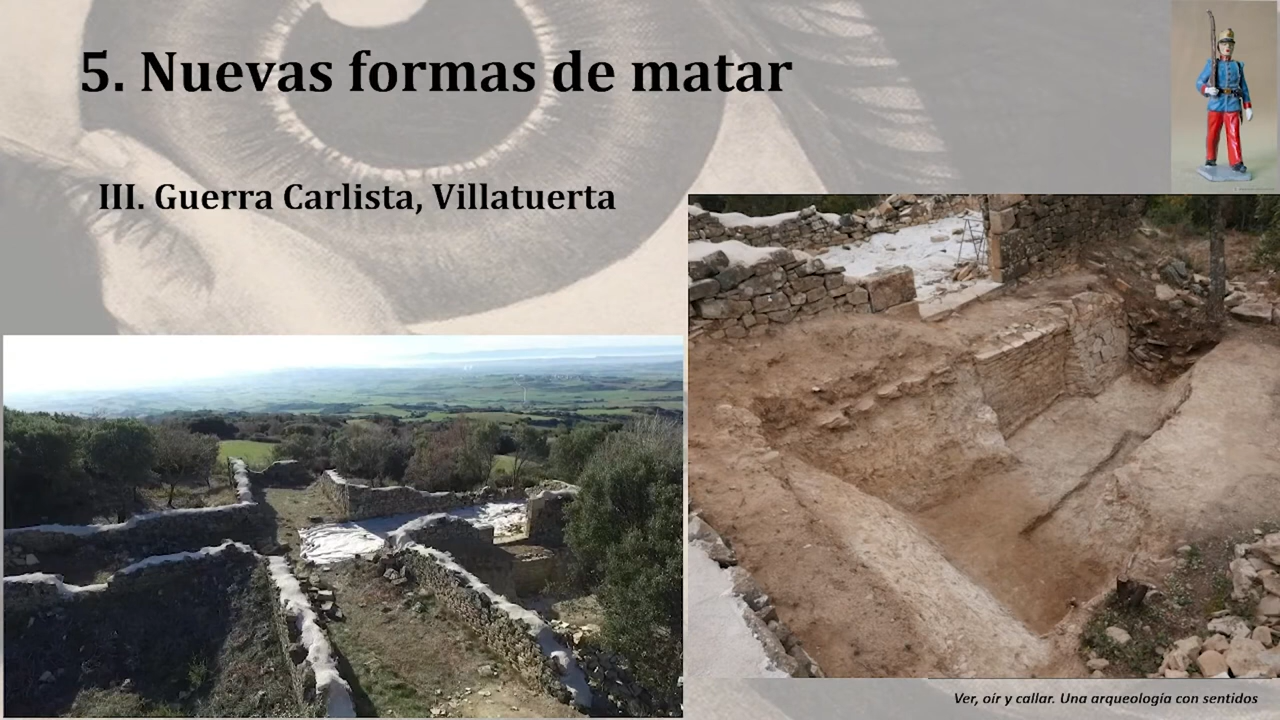 5. Nuevas formas de matar
III. Guerra Carlista, Villatuerta
Ver, oír y callar. Una arqueología con sentidos